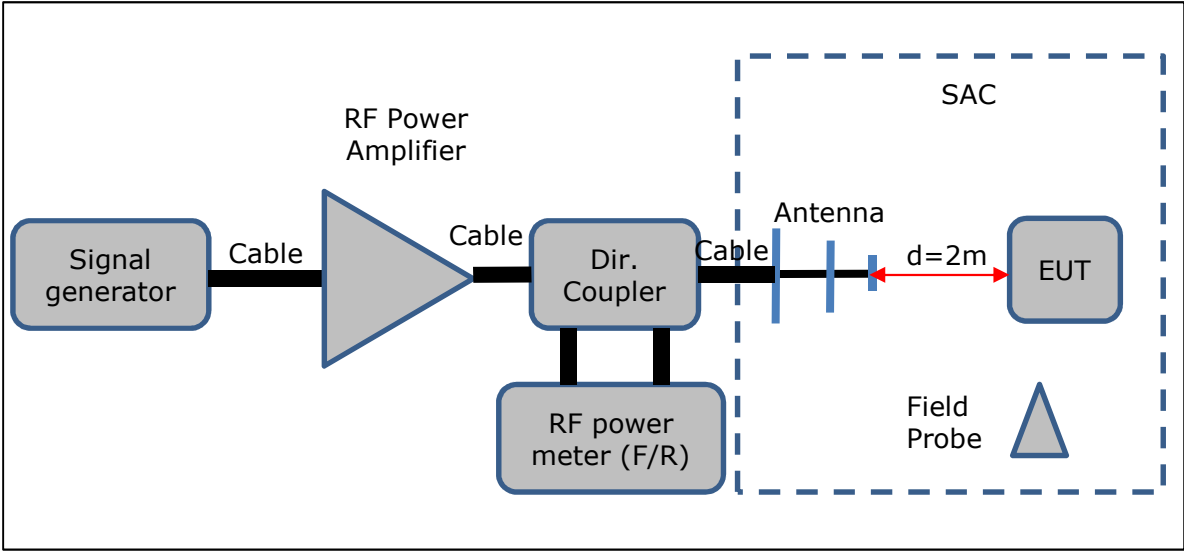 SAC
RF Power
Amplifier
Signal
generator
Cable
Cable
Dir.
Coupler
Cable
Antenna
d=2m
EUT
RF power
meter (F/R)
Field
Probe